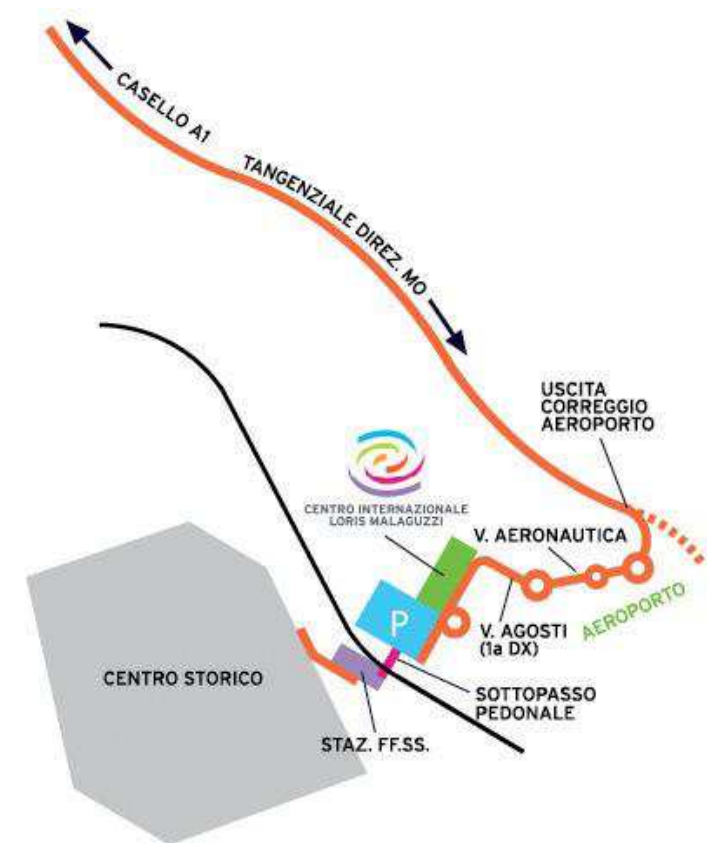 CASELLO A1
TANGENZIALE DIREZ. MO
USCITA
CORREGGIO
AEROPORTO
CENTRO INTERNAZIONALE
LORIS MALAGUZZI
V. AERONAUTICA
AEROPORTO
P
V. AGOSTI
(1a DX)
CENTRO STORICO
SOTTOPASSO
PEDONALE
STAZ. FF.SS.